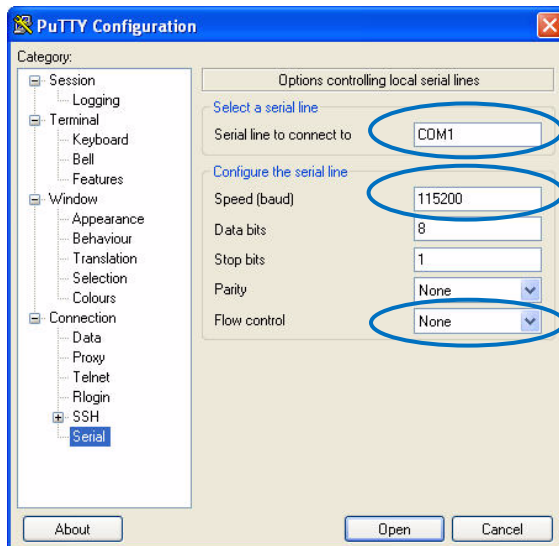 PuTTY Configuration
Category:
Session
Logging
Terminal
Keyboard
Bell
Features
Window
Appearance
Behaviour
Translation
Selection
Colours
Connection
Data
Proxy
Telnet
Rlogin
SSH
Serial
Options controlling local serial lines
Select a serial line
Serial line to connect to COM1
Configure the serial line
Speed (baud) 115200
Data bits 8
Stop bits 1
Parity None
Flow control None
About Open Cancel